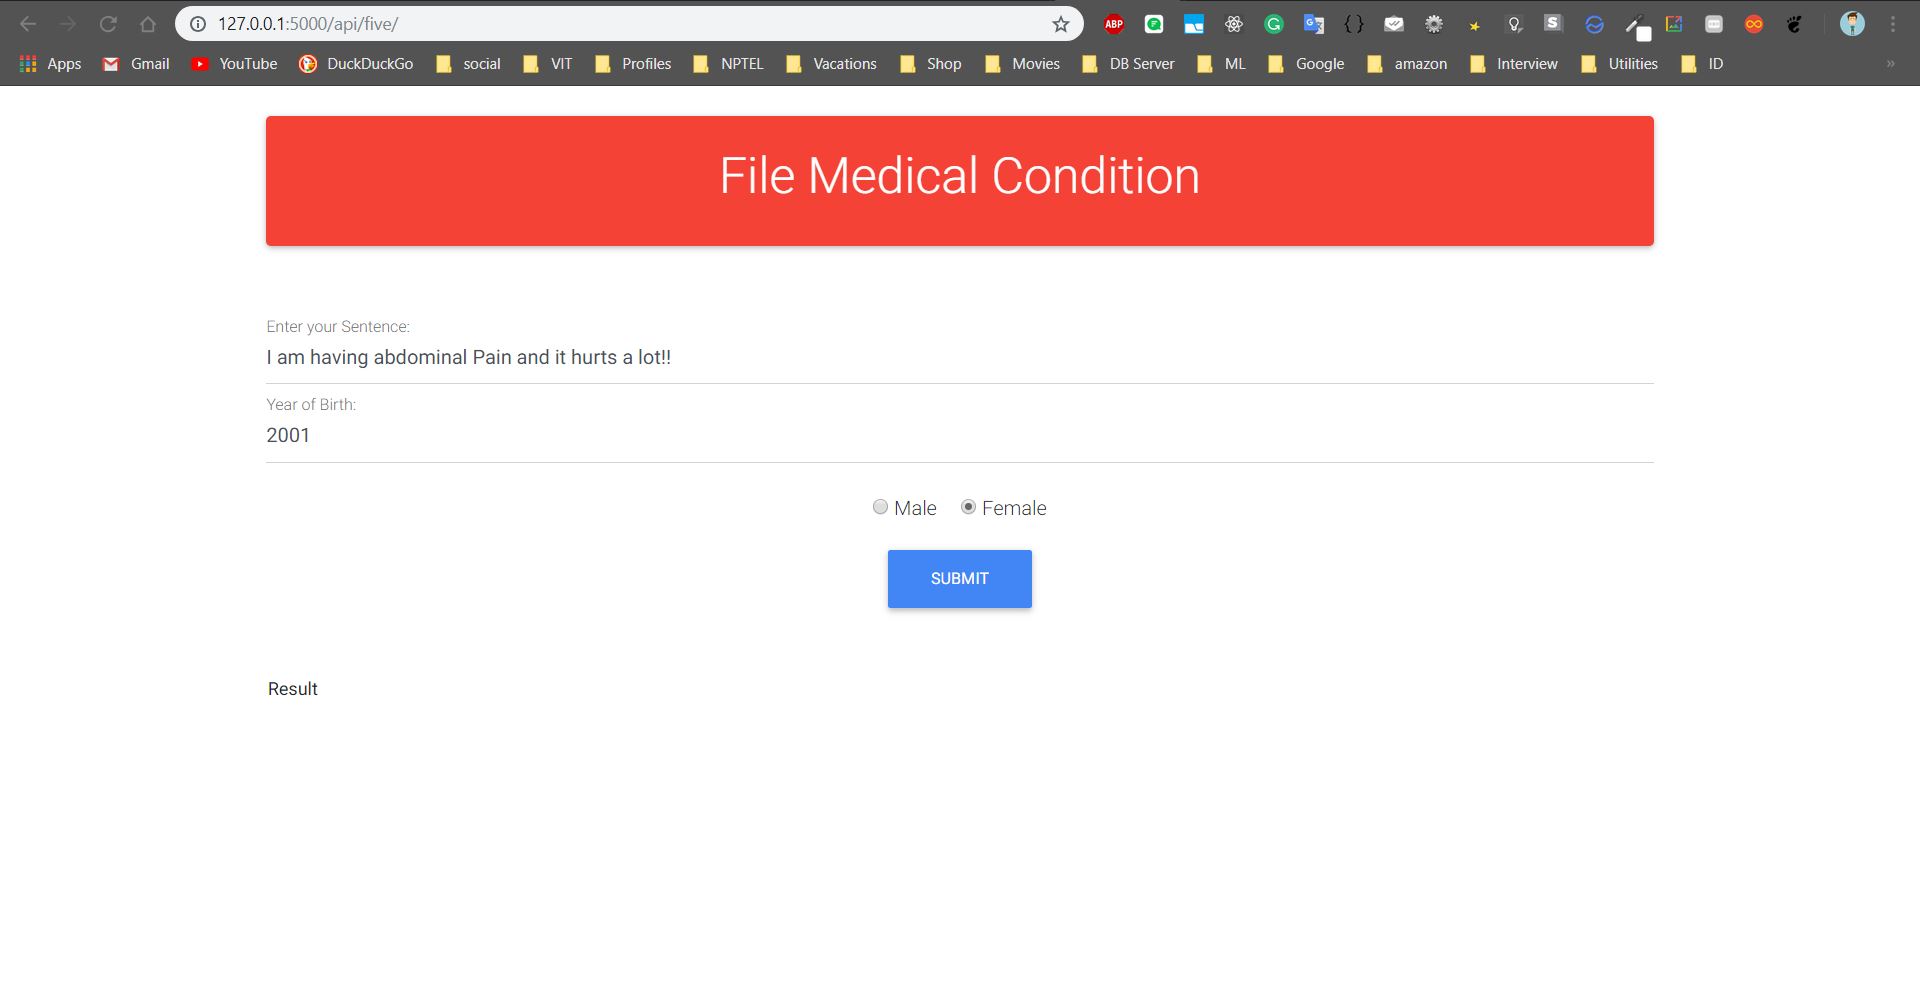 127.0.0.1:5000/api/five/
ABP
Apps Gmail YouTube DuckDuckGo social VIT Profiles NPTEL Vacations Shop Movies DB Server ML Google amazon Interview Utilities ID »
File Medical Condition
Enter your Sentence:
I am having abdominal Pain and it hurts a lot!!
Year of Birth:
2001
Male Female
SUBMIT
Result